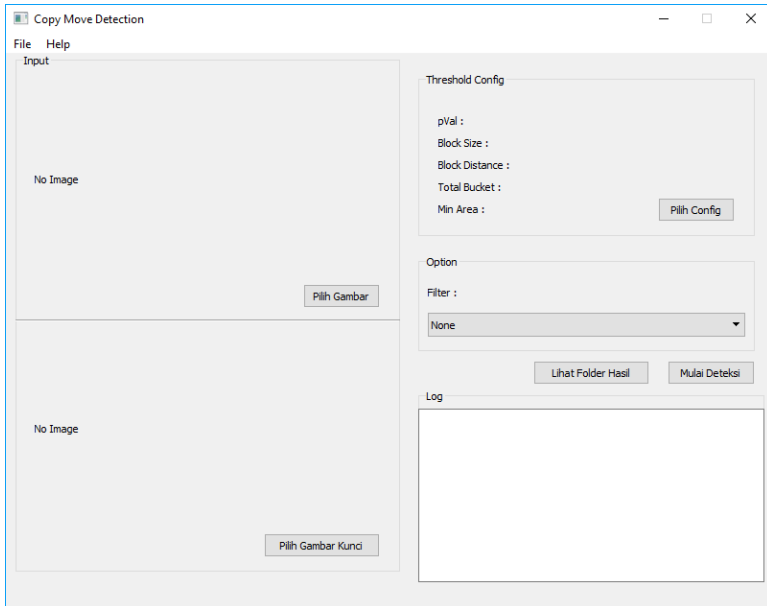 Copy Move Detection
File Help
Input
No Image
Pilih Gambar
No Image
Pilih Gambar Kunci
Threshold Config
pVal :
Block Size :
Block Distance :
Total Bucket :
Min Area :
Pilih Config
Option
Filter :
None
Lihat Folder Hasil Mulai Deteksi
Log